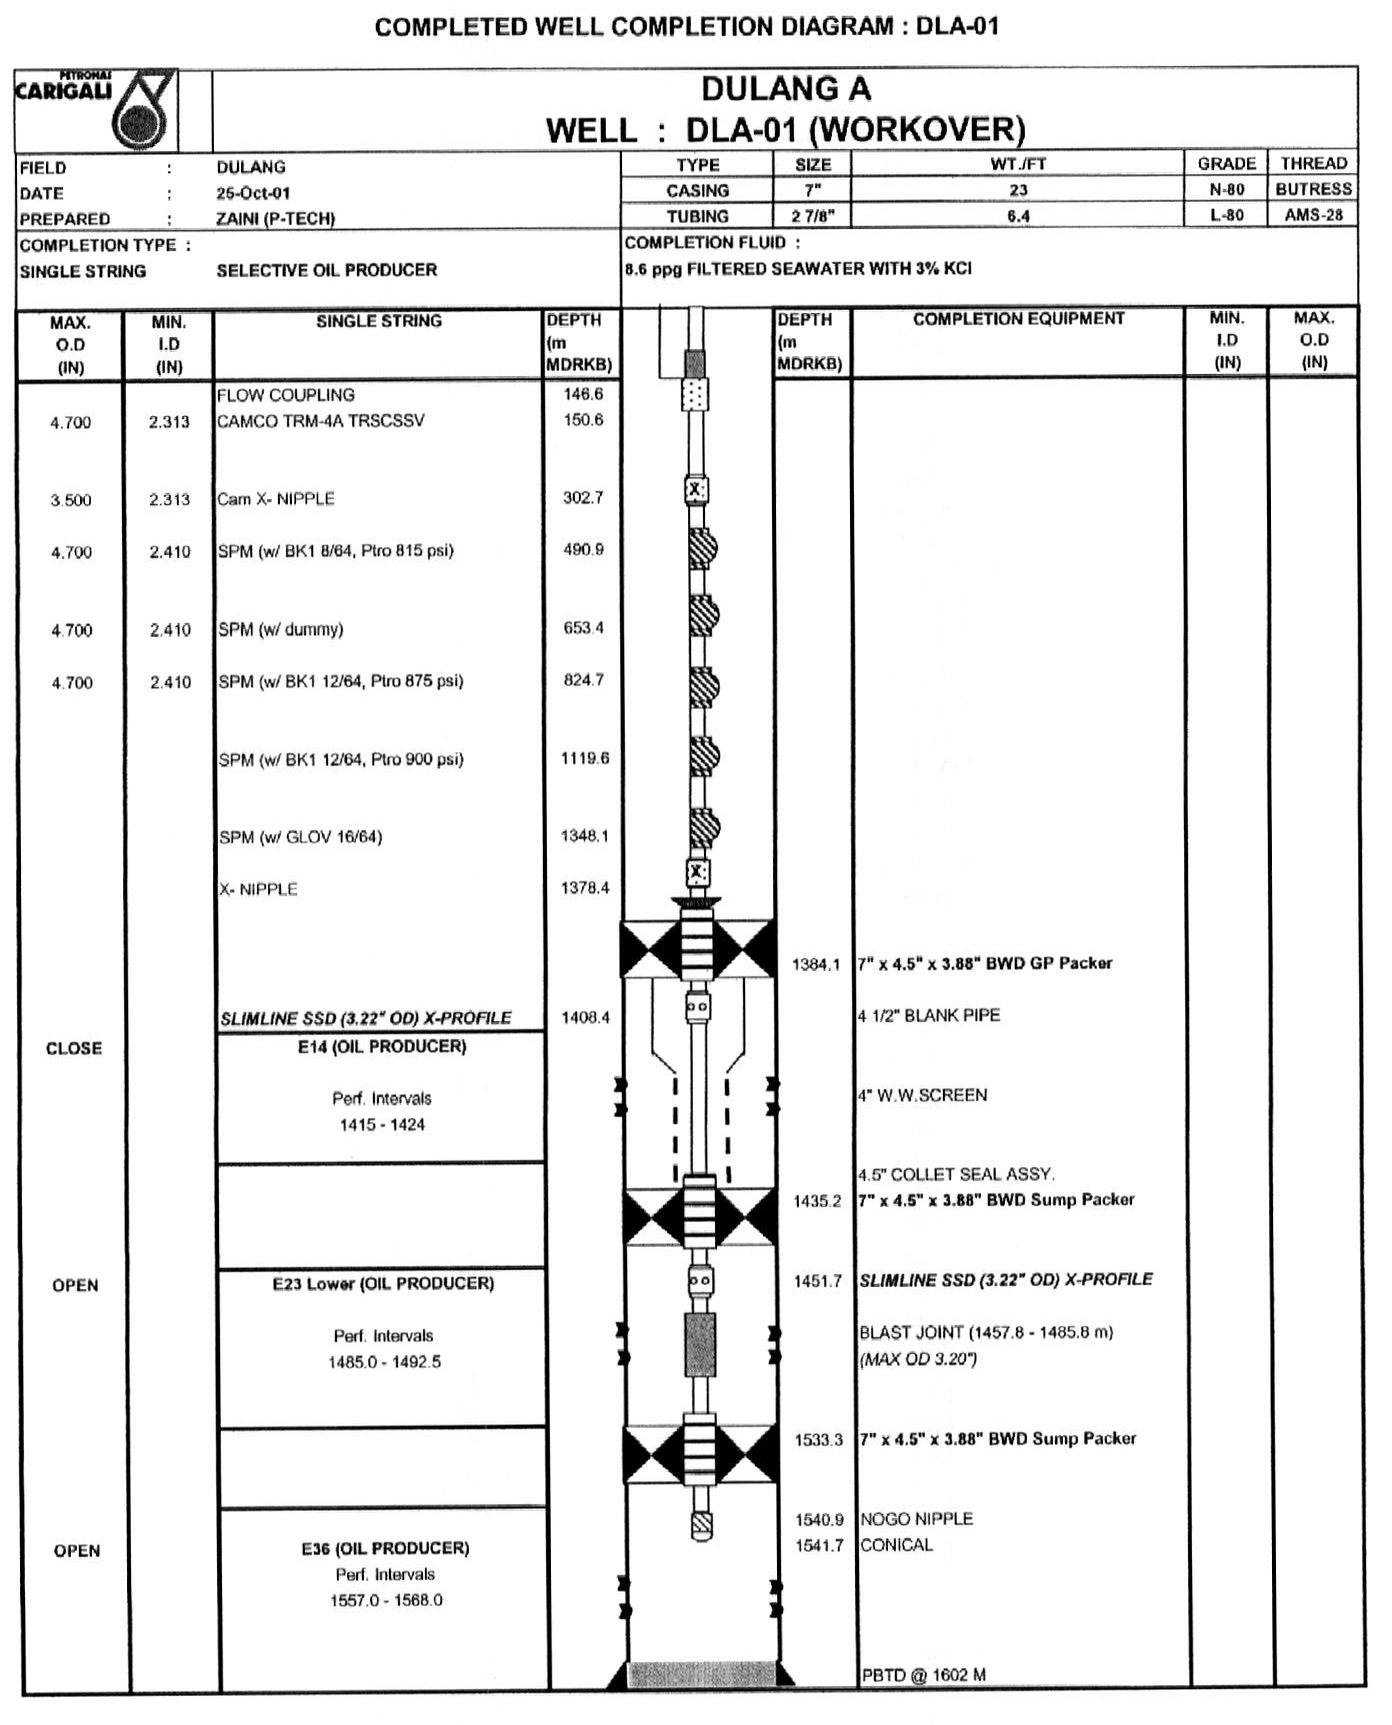 COMPLETED WELL COMPLETION DIAGRAM : DLA-01
PETRONAS
CARIGALI
DULANG A
WELL : DLA-01 (WORKOVER)
FIELD : DULANG
DATE : 25-Oct-01
PREPARED : ZAINI (P-TECH)
TYPE SIZE WT./FT GRADE THREAD
CASING 7" 23 N-80 BUTRESS
TUBING 2 7/8" 6.4 L-80 AMS-28
COMPLETION TYPE :
SINGLE STRING SELECTIVE OIL PRODUCER
COMPLETION FLUID :
8.6 ppg FILTERED SEAWATER WITH 3% KCl
MAX. MIN. SINGLE STRING DEPTH DEPTH COMPLETION EQUIPMENT MIN. MAX.
O.D I.D (m (m I.D O.D
(IN) (IN) MDRKB) MDRKB) (IN) (IN)
FLOW COUPLING 146.6
4.700 2.313 CAMCO TRM-4A TRSCSSV 150.6
3.500 2.313 Cam X- NIPPLE 302.7
X
4.700 2.410 SPM (w/ BK1 8/64, Ptro 815 psi) 490.9
4.700 2.410 SPM (w/ dummy) 653.4
4.700 2.410 SPM (w/ BK1 12/64, Ptro 875 psi) 824.7
SPM (w/ BK1 12/64, Ptro 900 psi) 1119.6
SPM (w/ GLOV 16/64) 1348.1
X
X- NIPPLE 1378.4
1384.1 7" x 4.5" x 3.88" BWD GP Packer
SLIMLINE SSD (3.22" OD) X-PROFILE 1408.4 4 1/2" BLANK PIPE
CLOSE E14 (OIL PRODUCER)
Perf. Intervals 4" W.W.SCREEN
1415 - 1424
4.5" COLLET SEAL ASSY.
1435.2 7" x 4.5" x 3.88" BWD Sump Packer
OPEN E23 Lower (OIL PRODUCER) 1451.7 SLIMLINE SSD (3.22" OD) X-PROFILE
Perf. Intervals BLAST JOINT (1457.8 - 1485.8 m)
1485.0 - 1492.5 (MAX OD 3.20")
1533.3 7" x 4.5" x 3.88" BWD Sump Packer
1540.9 NOGO NIPPLE
OPEN E36 (OIL PRODUCER) 1541.7 CONICAL
Perf. Intervals
1557.0 - 1568.0
PBTD @ 1602 M